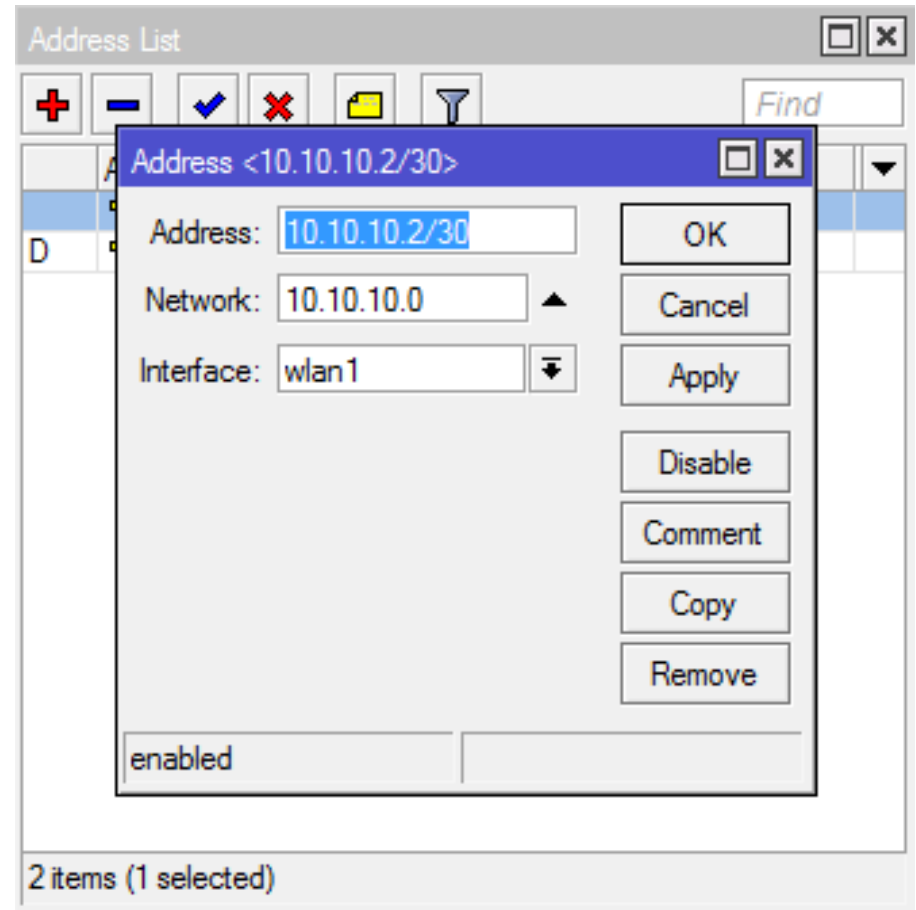 Address List
Find
A
Address <10.10.10.2/30>
D
Address: 10.10.10.2/30
OK
Network: 10.10.10.0
Cancel
Interface: wlan1
Apply
Disable
Comment
Copy
Remove
enabled
2 items (1 selected)